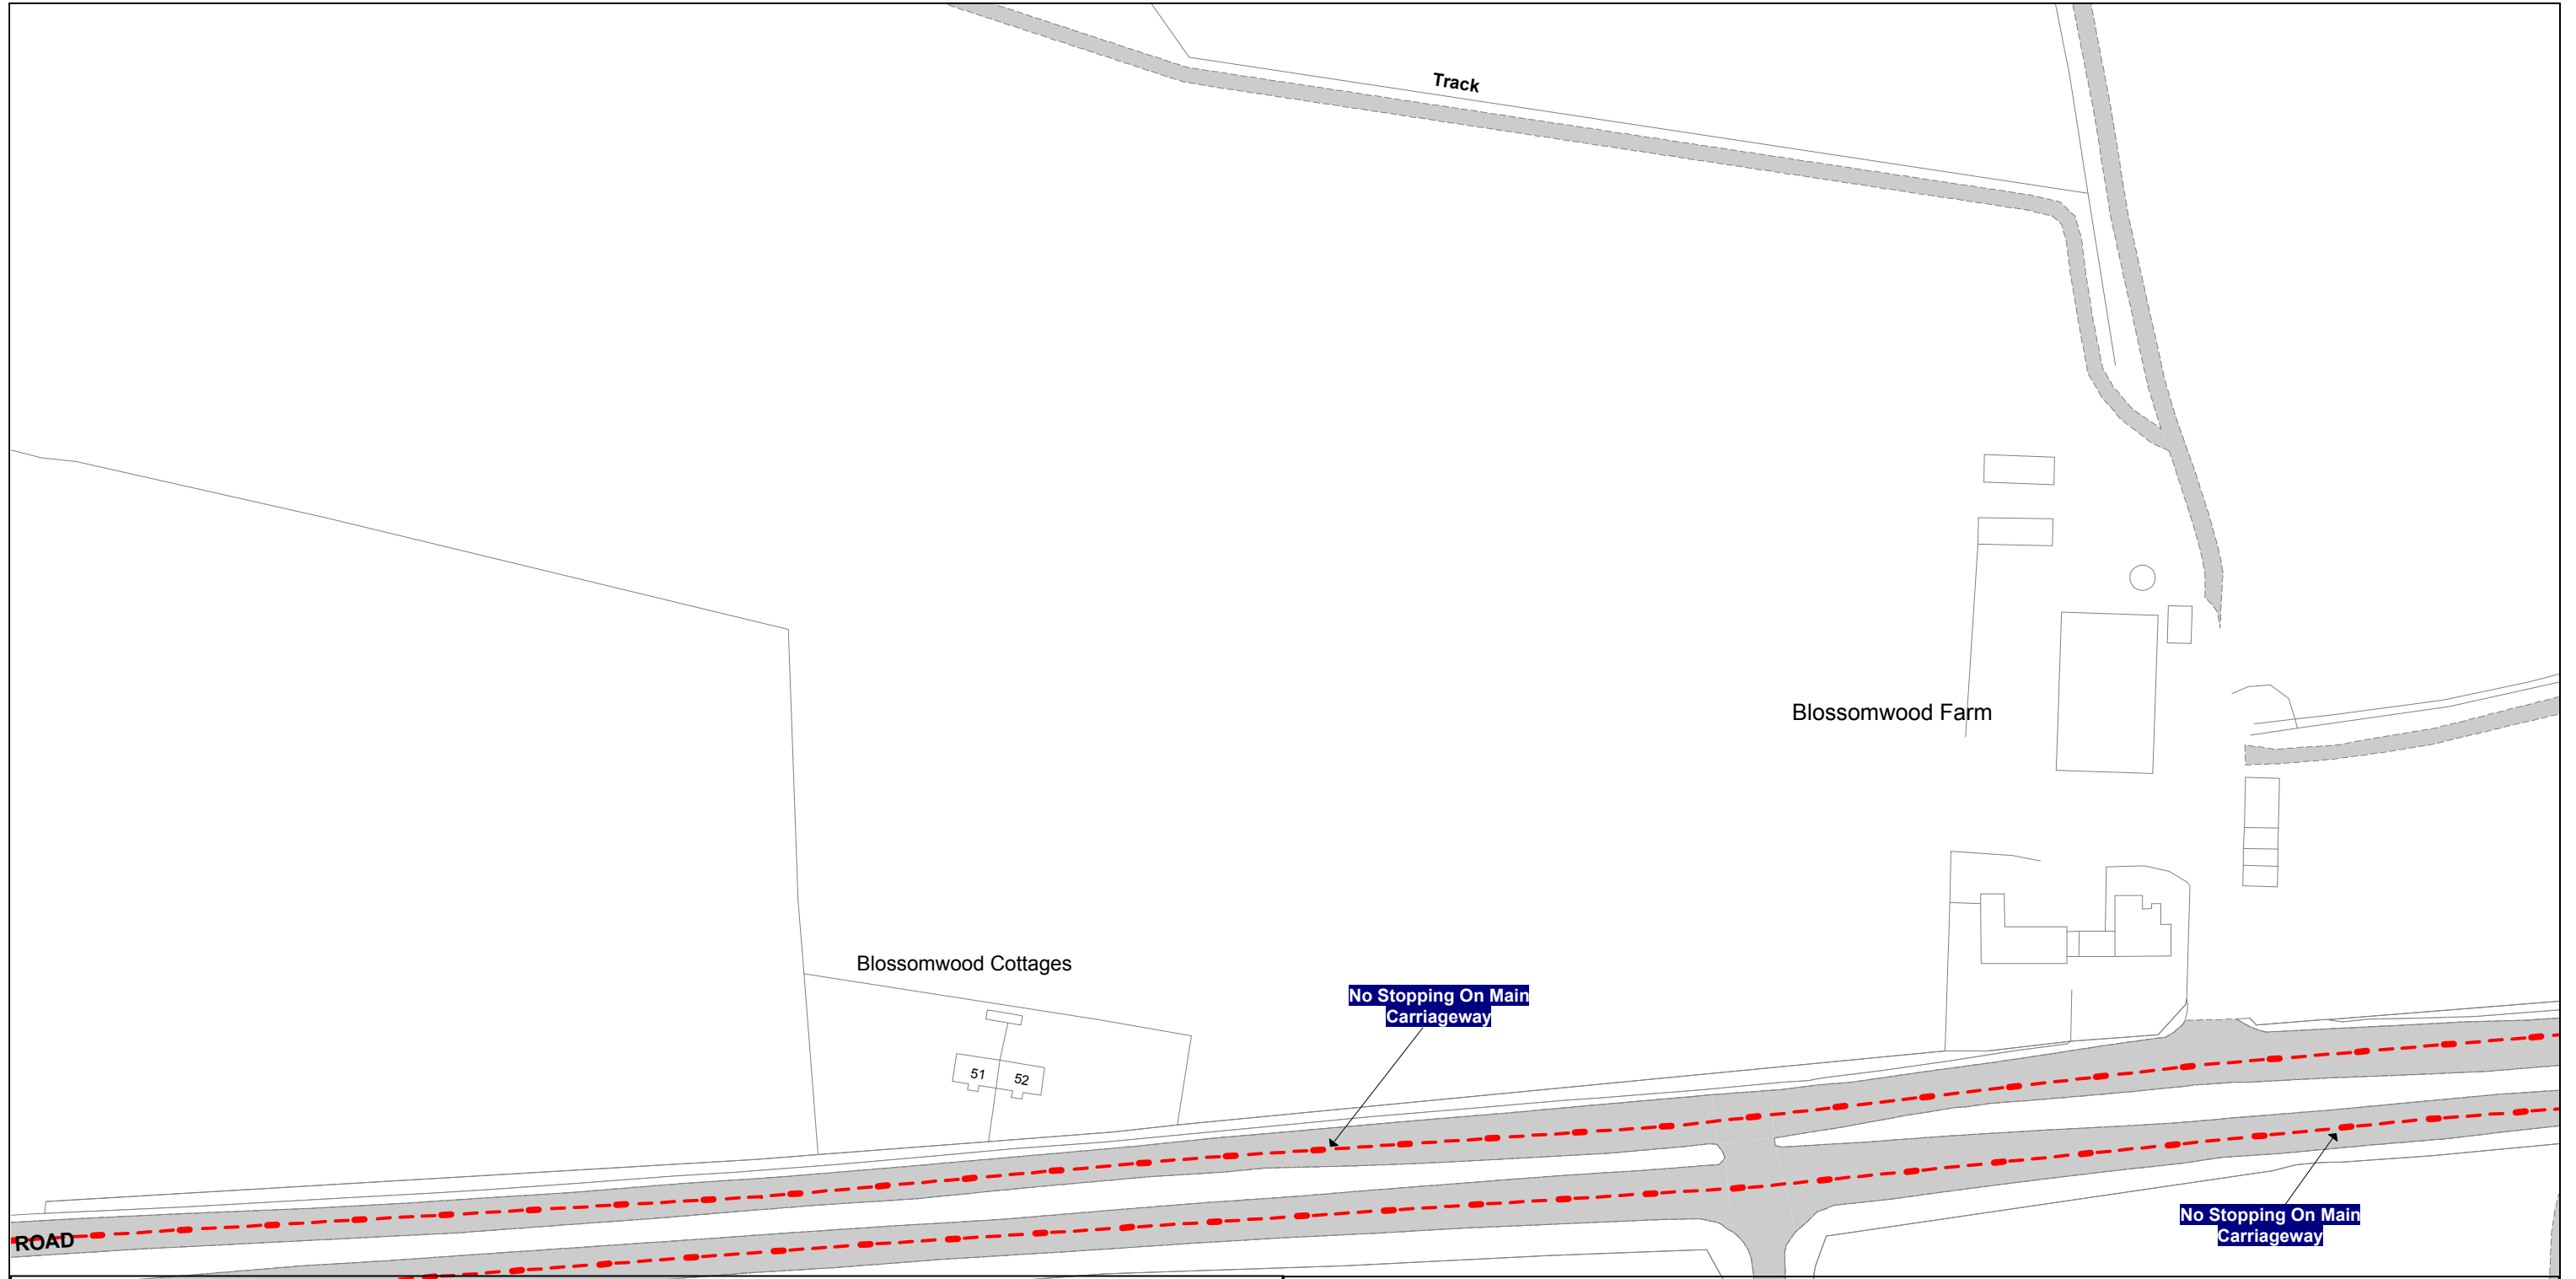 Track
Blossomwood Farm
Blossomwood Cottages
51
52
No Stopping On Main
Carriageway
No Stopping On Main
Carriageway
ROAD